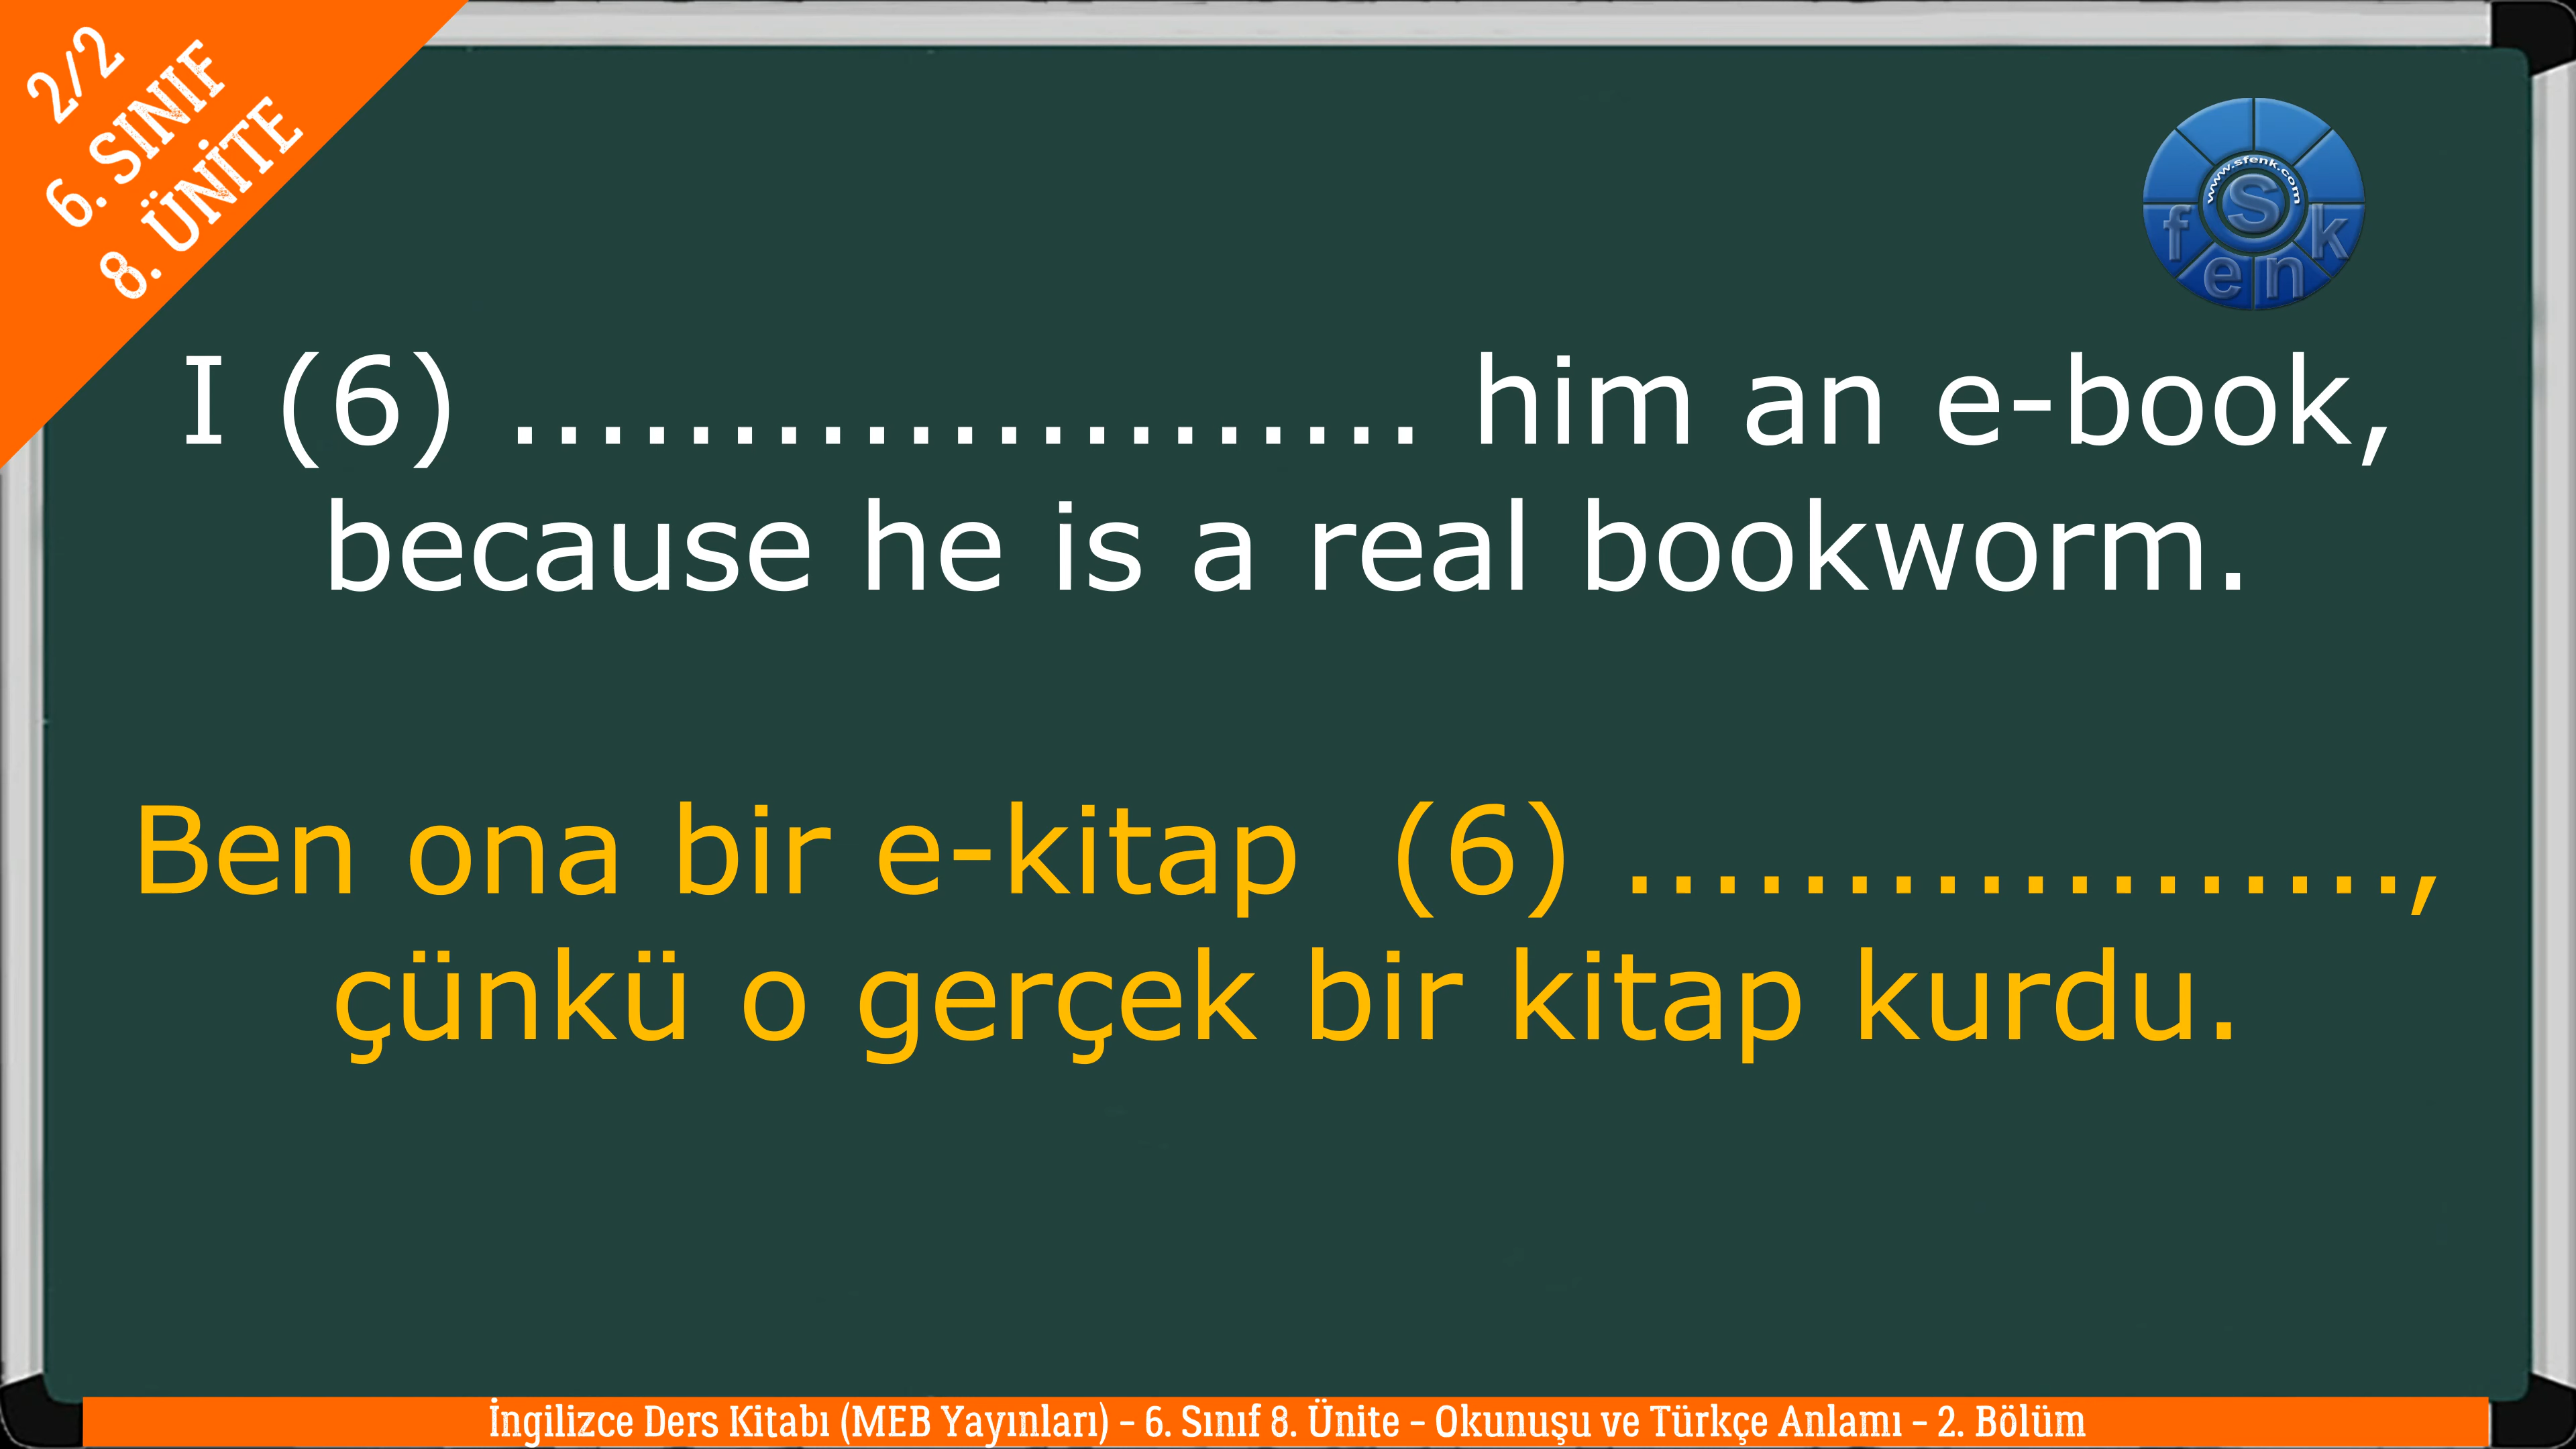 2/2
6. SINIF
8. ÜNİTE
www.sfenk.com
S
f e n k
I (6) ..................... him an e-book,
because he is a real bookworm.
Ben ona bir e-kitap (6) ..................,
çünkü o gerçek bir kitap kurdu.
İngilizce Ders Kitabı (MEB Yayınları) – 6. Sınıf 8. Ünite – Okunuşu ve Türkçe Anlamı – 2. Bölüm